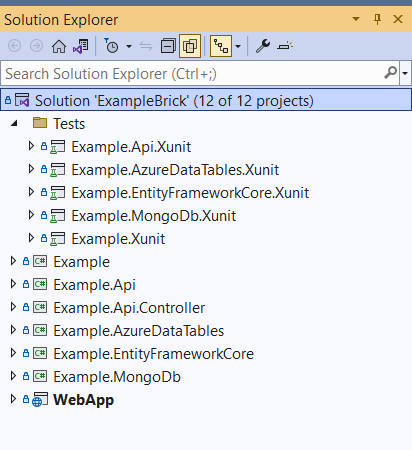 Solution Explorer
Search Solution Explorer (Ctrl+;)
Solution 'ExampleBrick' (12 of 12 projects)
Tests
Example.Api.Xunit
Example.AzureDataTables.Xunit
Example.EntityFrameworkCore.Xunit
Example.MongoDb.Xunit
Example.Xunit
C# Example
C# Example.Api
C# Example.Api.Controller
C# Example.AzureDataTables
C# Example.EntityFrameworkCore
C# Example.MongoDb
WebApp